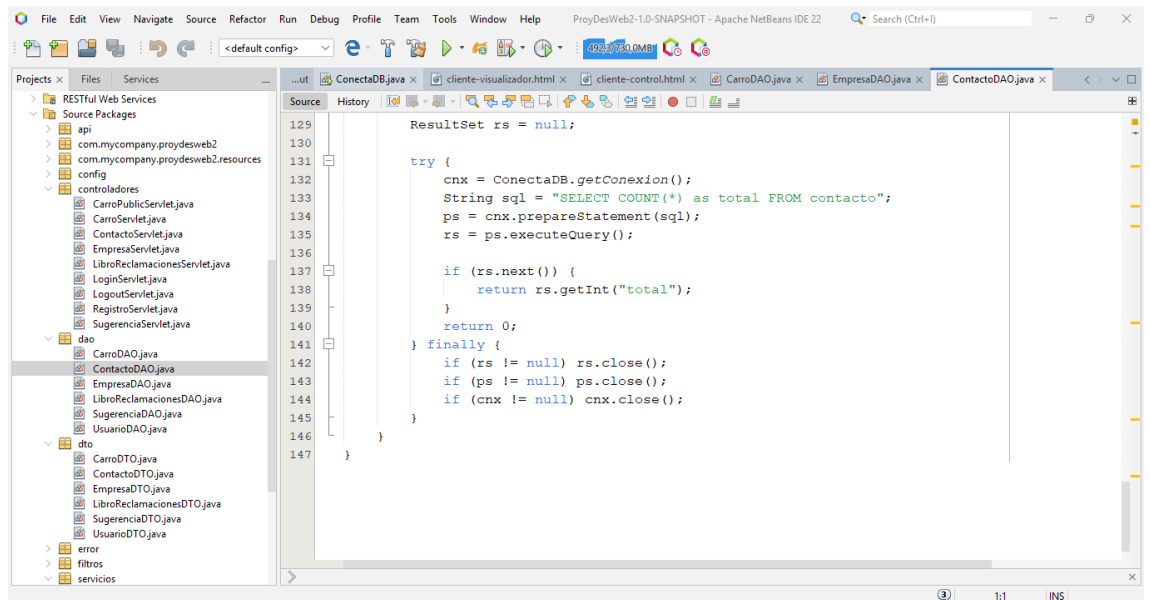 File Edit View Navigate Source Refactor Run Debug Profile Team Tools Window Help ProyDesWeb2-1.0-SNAPSHOT - Apache NetBeans IDE 22 Search (Ctrl+I)
<default config> 492,3/730,0MB
Projects Files Services
...ut ConectaDB.java cliente-visualizador.html cliente-control.html CarroDAO.java EmpresaDAO.java ContactoDAO.java
Source History
RESTful Web Services
Source Packages
api
com.mycompany.proydesweb2
com.mycompany.proydesweb2.resources
config
controladores
CarroPublicServlet.java
CarroServlet.java
ContactoServlet.java
EmpresaServlet.java
LibroReclamacionesServlet.java
LoginServlet.java
LogoutServlet.java
RegistroServlet.java
SugerenciaServlet.java
dao
CarroDAO.java
ContactoDAO.java
EmpresaDAO.java
LibroReclamacionesDAO.java
SugerenciaDAO.java
UsuarioDAO.java
dto
CarroDTO.java
ContactoDTO.java
EmpresaDTO.java
LibroReclamacionesDTO.java
SugerenciaDTO.java
UsuarioDTO.java
error
filtros
servicios
129 ResultSet rs = null;
130
131 try {
132 cnx = ConectaDB.getConexion();
133 String sql = "SELECT COUNT(*) as total FROM contacto";
134 ps = cnx.prepareStatement(sql);
135 rs = ps.executeQuery();
136
137 if (rs.next()) {
138 return rs.getInt("total");
139 }
140 return 0;
141 } finally {
142 if (rs != null) rs.close();
143 if (ps != null) ps.close();
144 if (cnx != null) cnx.close();
145 }
146 }
147 }
3 1:1 INS